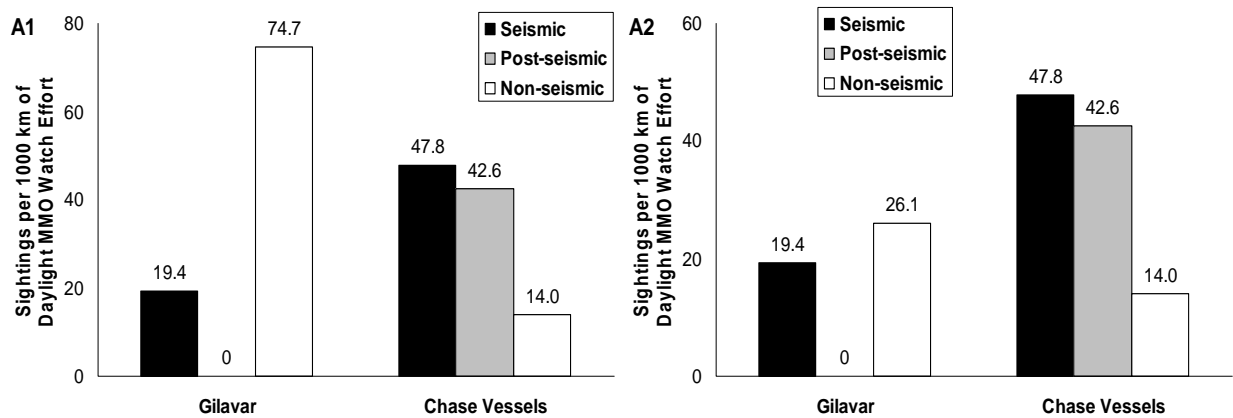 A1
Sightings per 1000 km of
Daylight MMO Watch Effort
80
60
40
20
0
Seismic
Post-seismic
Non-seismic
74.7
47.8
42.6
19.4
14.0
0
Gilavar
Chase Vessels
A2
Sightings per 1000 km of
Daylight MMO Watch Effort
60
40
20
0
Seismic
Post-seismic
Non-seismic
47.8
42.6
26.1
19.4
14.0
0
Gilavar
Chase Vessels